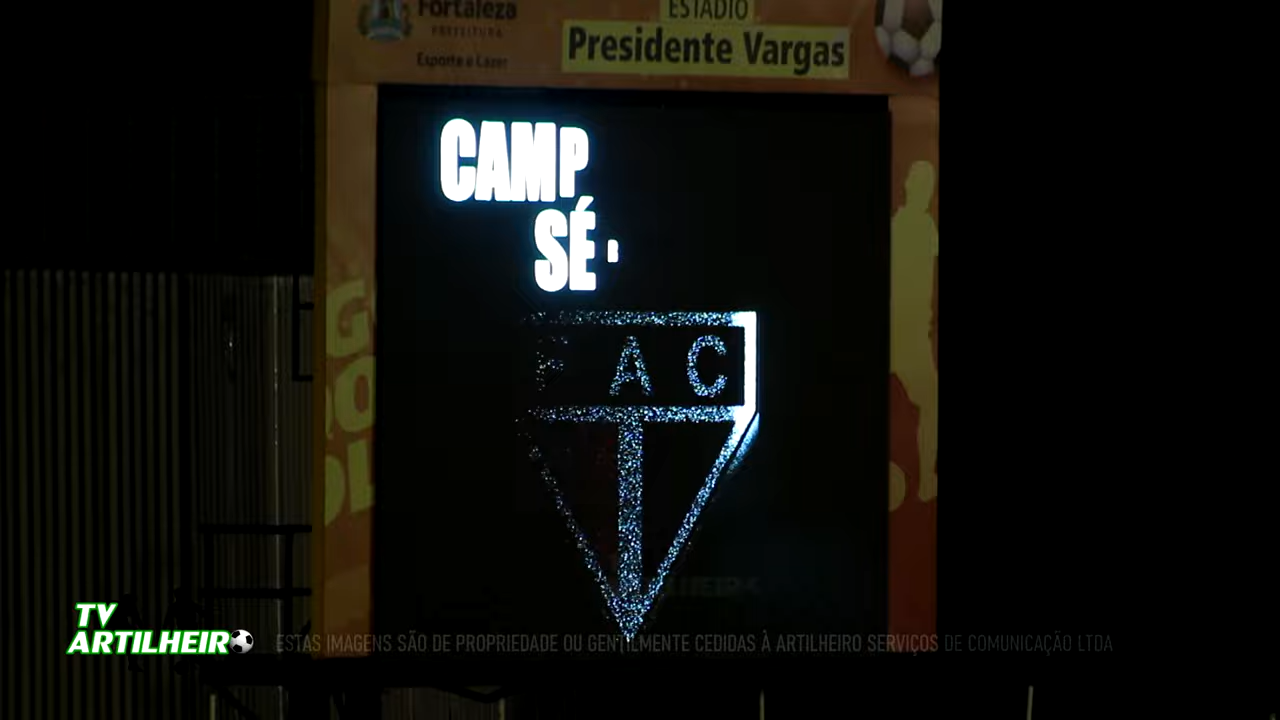 Fortaleza
PREFEITURA
Esporte e Lazer
ESTÁDIO
Presidente Vargas
CAMP
SÉ
F A C
TV
ARTILHEIRO
ESTAS IMAGENS SÃO DE PROPRIEDADE OU GENTILMENTE CEDIDAS À ARTILHEIRO SERVIÇOS DE COMUNICAÇÃO LTDA